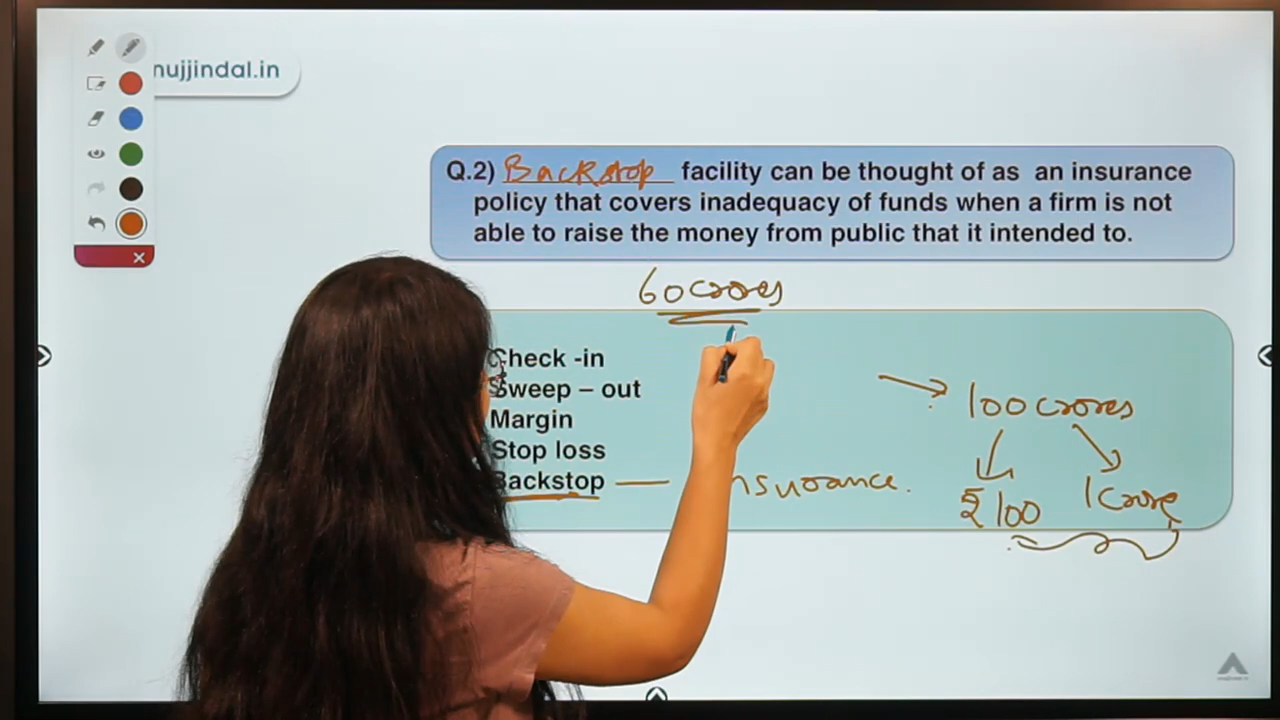 nujjindal.in
Q.2) Backstop facility can be thought of as an insurance
policy that covers inadequacy of funds when a firm is not
able to raise the money from public that it intended to.
60 crores
Check -in
Sweep – out
Margin
Stop loss
Backstop — nsurance.
100 crores
₹100 1 crore